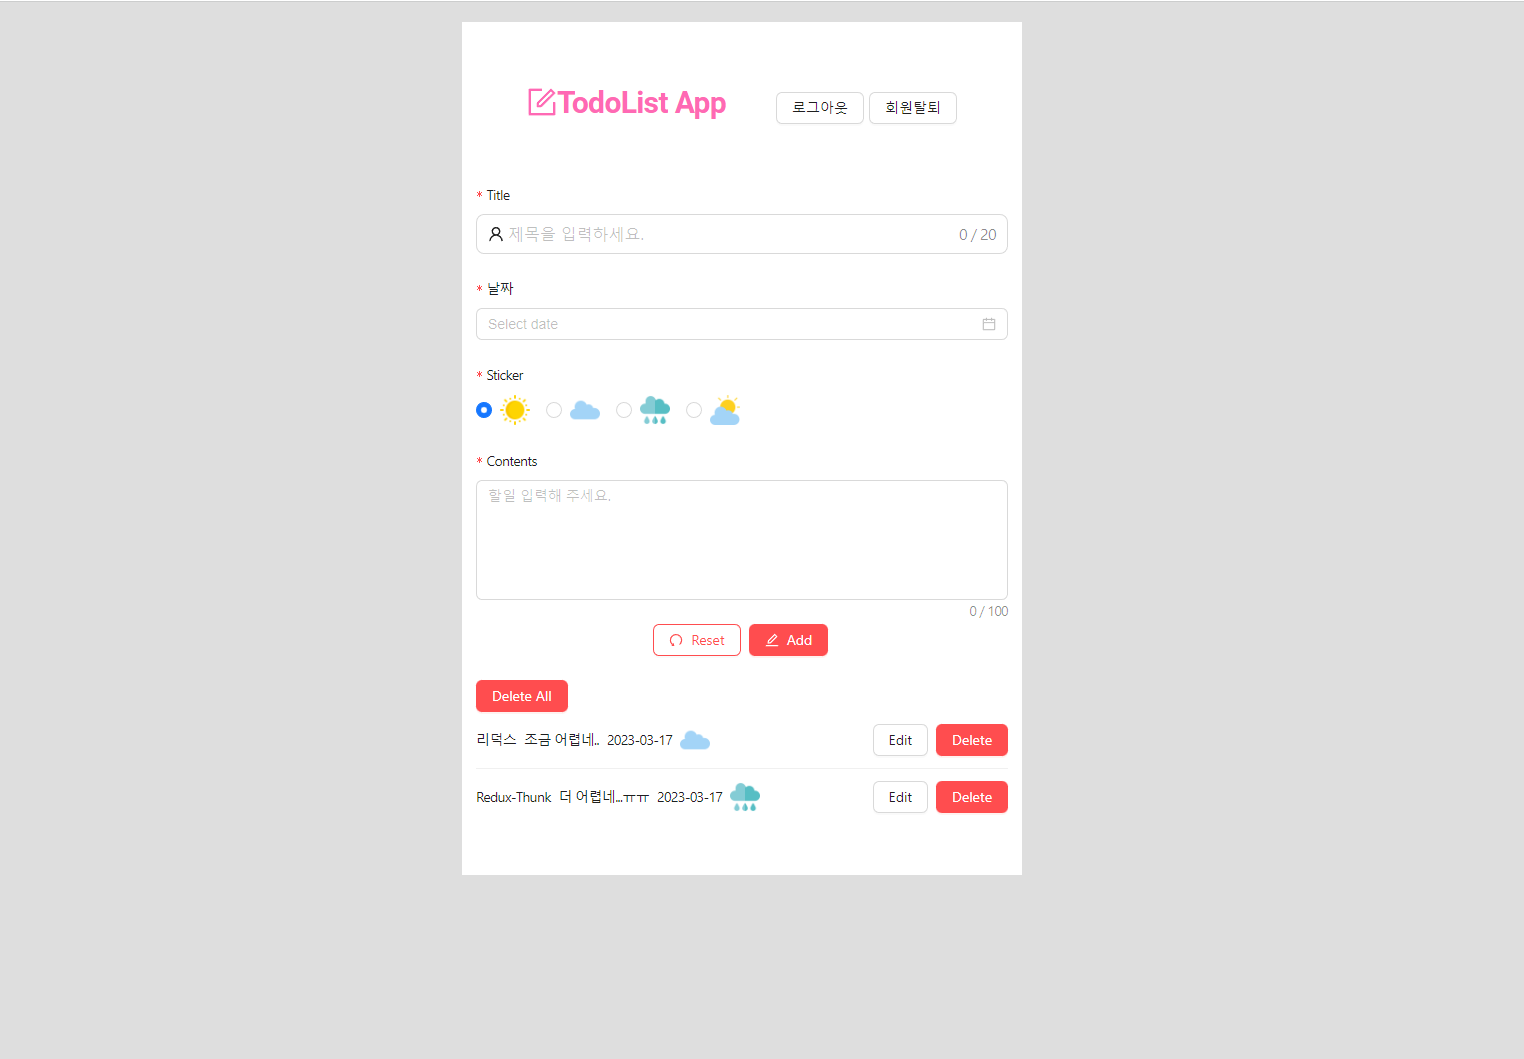 TodoList App
로그아웃 회원탈퇴
* Title
제목을 입력하세요. 0 / 20
* 날짜
Select date
* Sticker
* Contents
할일 입력해 주세요.
0 / 100
Reset Add
Delete All
리덕스 조금 어렵네.. 2023-03-17 Edit Delete
Redux-Thunk 더 어렵네...ㅠㅠ 2023-03-17 Edit Delete